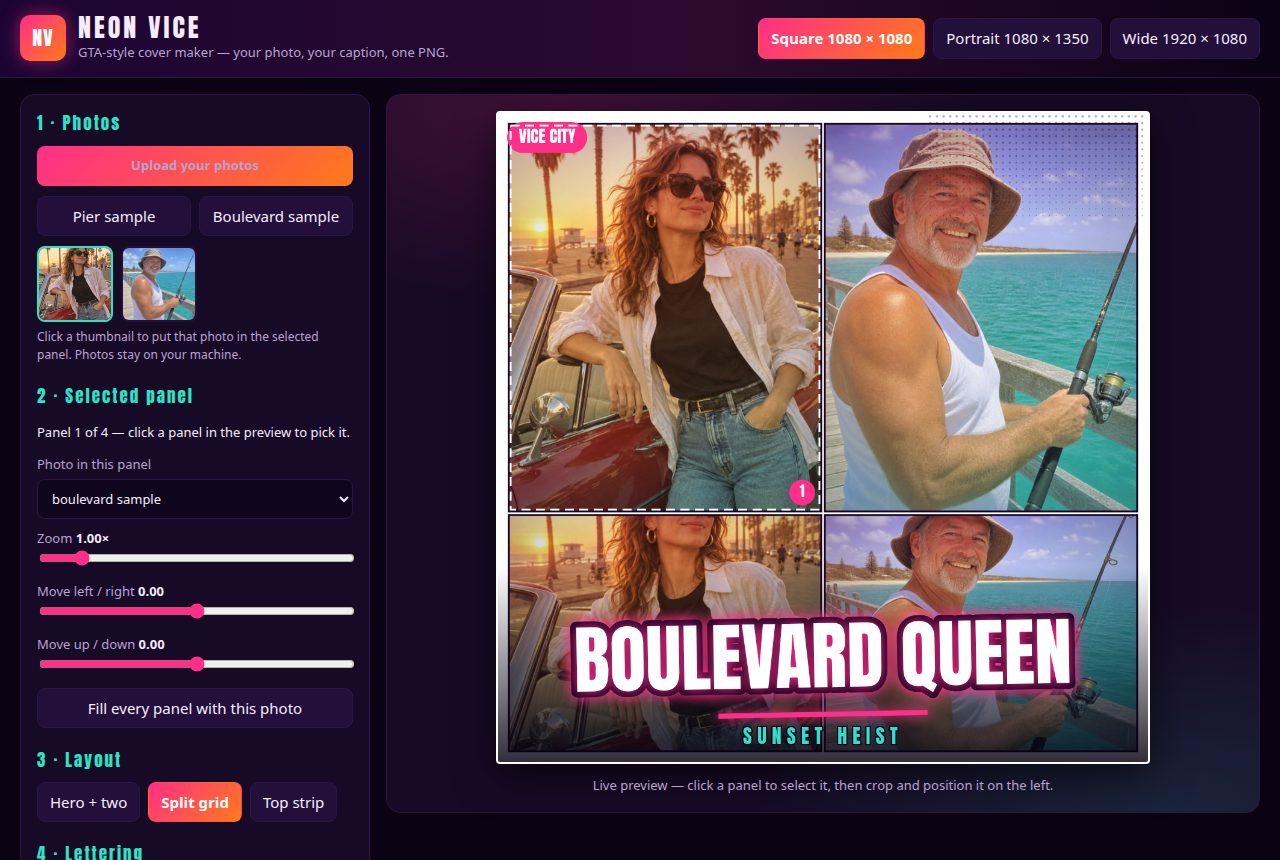 NV
NEON VICE
GTA-style cover maker — your photo, your caption, one PNG.
Square 1080 × 1080
Portrait 1080 × 1350
Wide 1920 × 1080
1 · Photos
Upload your photos
Pier sample
Boulevard sample
Click a thumbnail to put that photo in the selected
panel. Photos stay on your machine.
2 · Selected panel
Panel 1 of 4 — click a panel in the preview to pick it.
Photo in this panel
boulevard sample
Zoom 1.00×
Move left / right 0.00
Move up / down 0.00
Fill every panel with this photo
3 · Layout
Hero + two
Split grid
Top strip
4 · Lettering
VICE CITY
1
BOULEVARD QUEEN
SUNSET HEIST
Live preview — click a panel to select it, then crop and position it on the left.